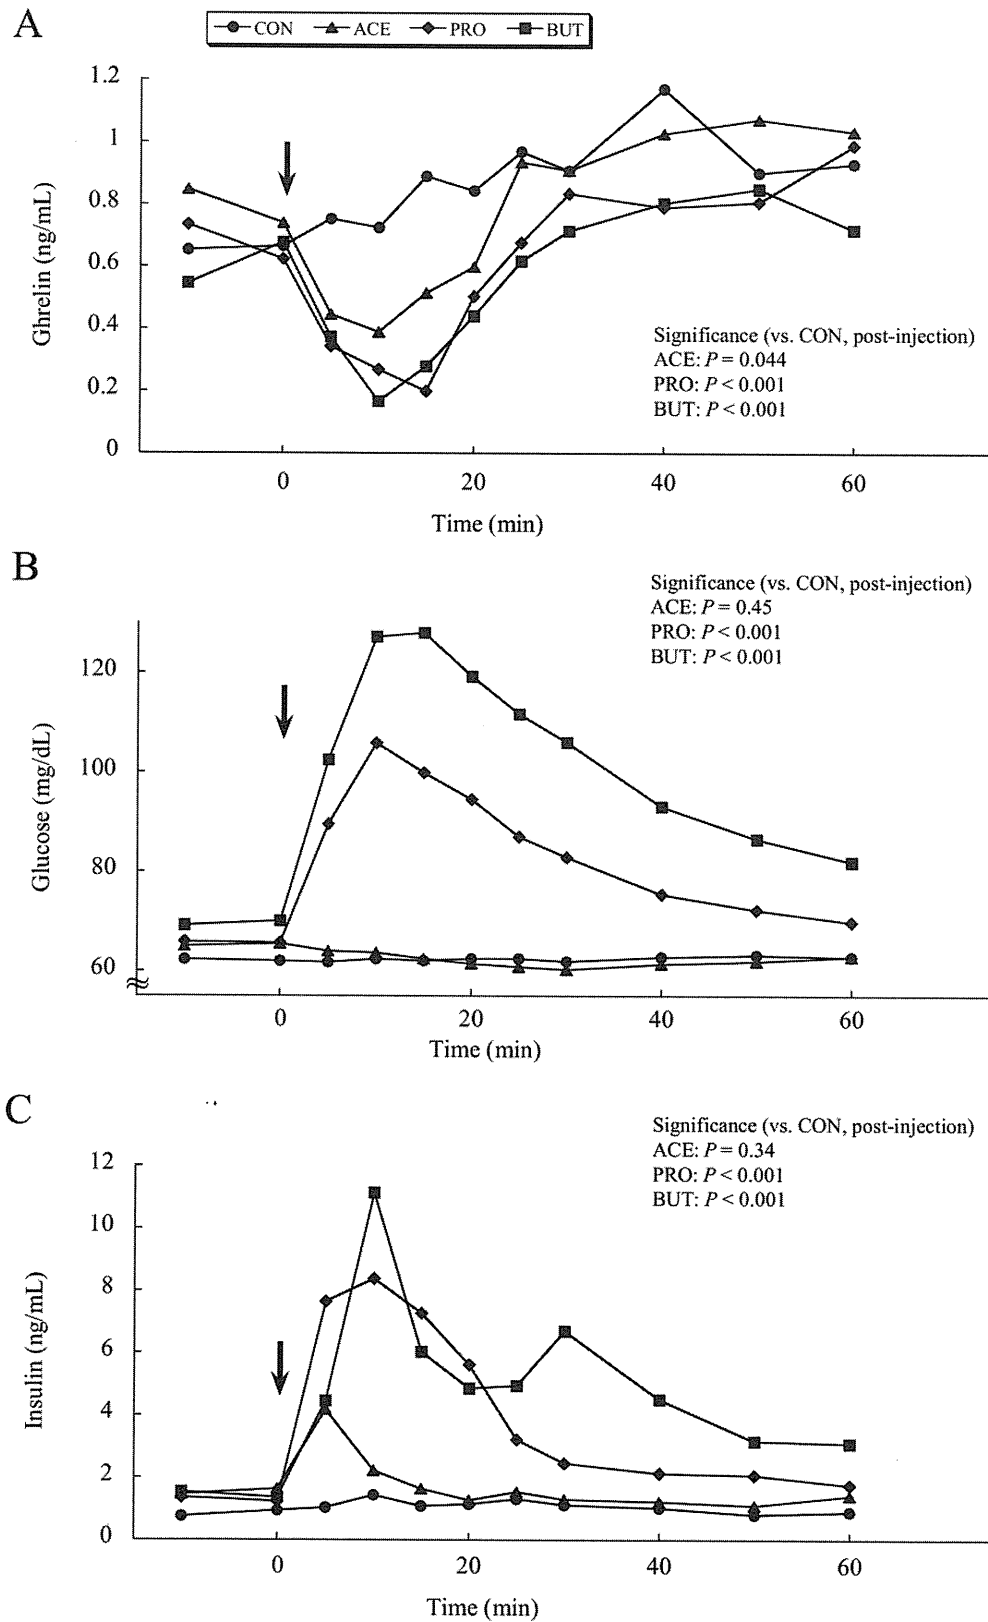 A
CON ACE PRO BUT
1.2
1
0.8
0.6
0.4
0.2
0
Ghrelin (ng/mL)
Significance (vs. CON, post-injection)
ACE: P = 0.044
PRO: P < 0.001
BUT: P < 0.001
0 20 40 60
Time (min)
B
Significance (vs. CON, post-injection)
ACE: P = 0.45
PRO: P < 0.001
BUT: P < 0.001
120
100
80
60
Glucose (mg/dL)
0 20 40 60
Time (min)
C
Significance (vs. CON, post-injection)
ACE: P = 0.34
PRO: P < 0.001
BUT: P < 0.001
12
10
8
6
4
2
0
Insulin (ng/mL)
0 20 40 60
Time (min)